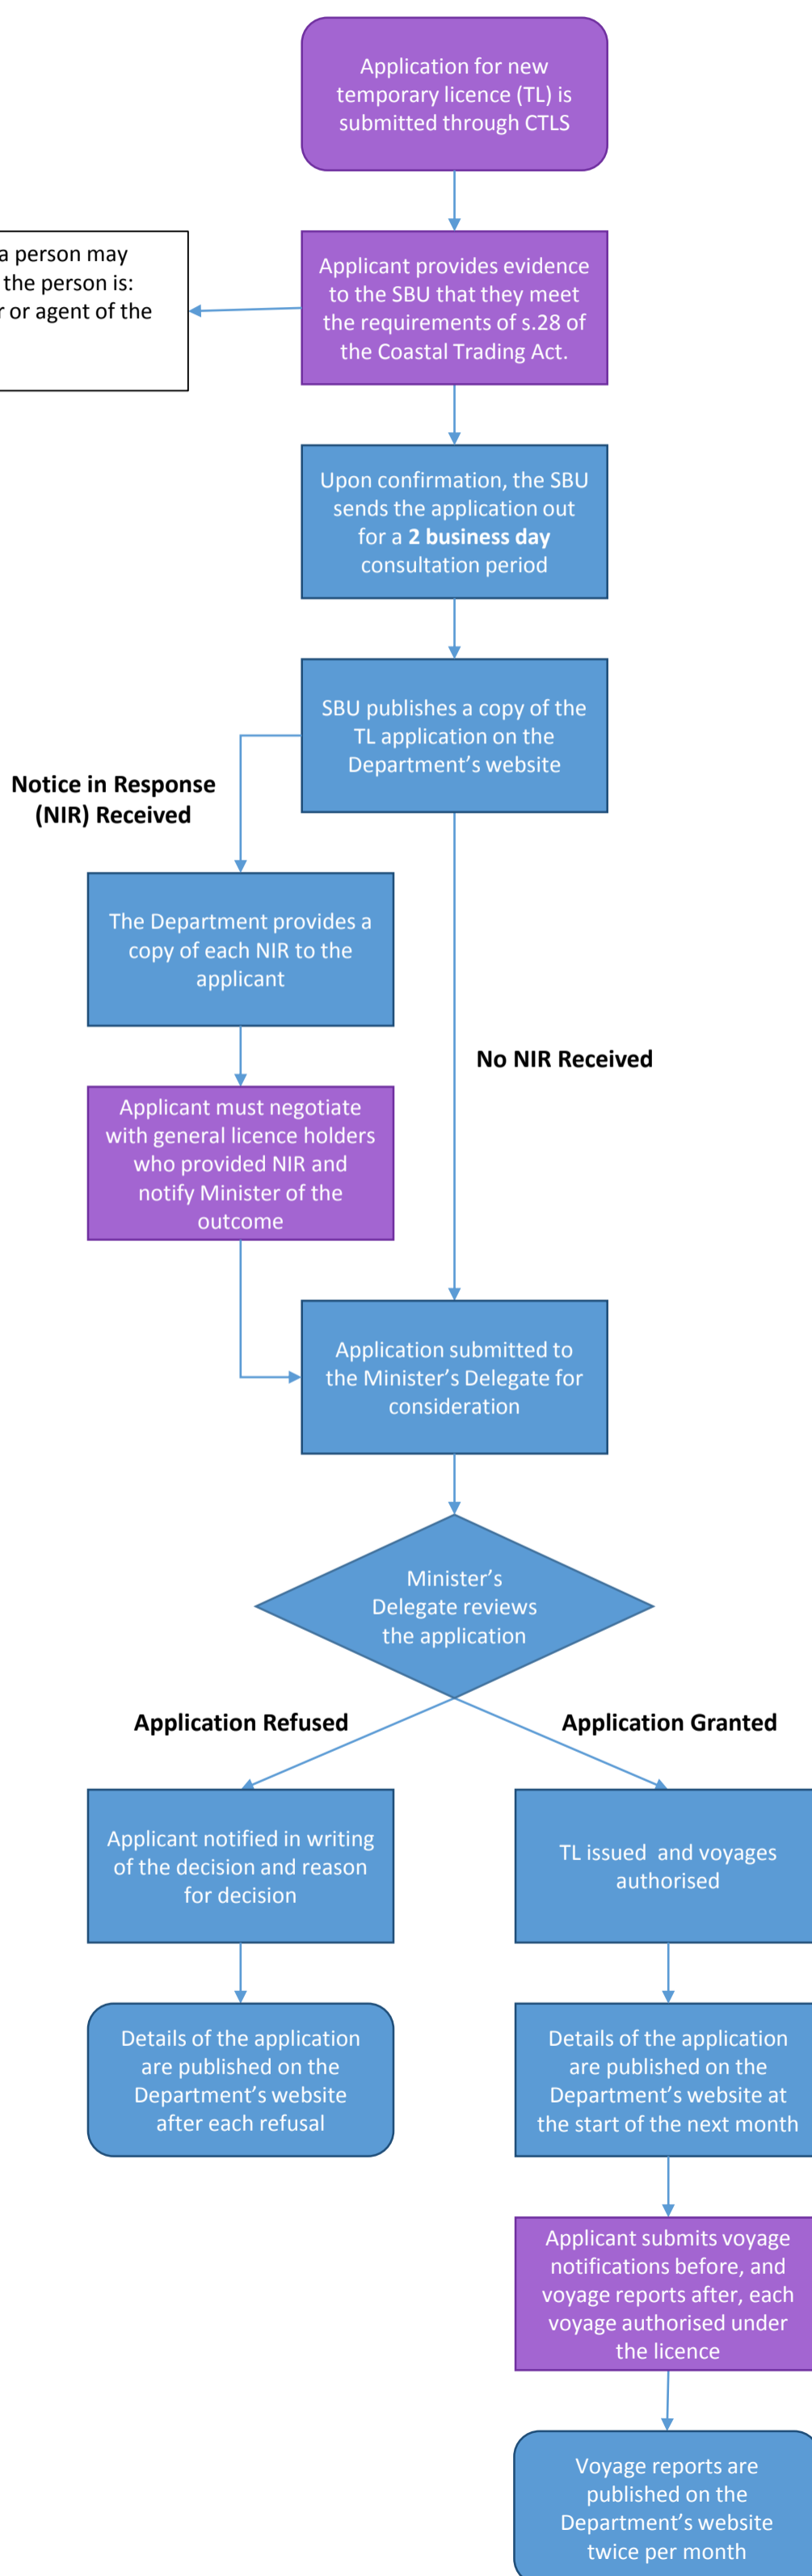 Application for new
temporary licence (TL) is
submitted through CTLS
a person may
the person is:
or agent of the
Applicant provides evidence
to the SBU that they meet
the requirements of s.28 of
the Coastal Trading Act.
Upon confirmation, the SBU
sends the application out
for a 2 business day
consultation period
SBU publishes a copy of the
TL application on the
Department’s website
Notice in Response
(NIR) Received
The Department provides a
copy of each NIR to the
applicant
No NIR Received
Applicant must negotiate
with general licence holders
who provided NIR and
notify Minister of the
outcome
Application submitted to
the Minister’s Delegate for
consideration
Minister’s
Delegate reviews
the application
Application Refused
Application Granted
Applicant notified in writing
of the decision and reason
for decision
TL issued  and voyages
authorised
Details of the application
are published on the
Department’s website
after each refusal
Details of the application
are published on the
Department’s website at
the start of the next month
Applicant submits voyage
notifications before, and
voyage reports after, each
voyage authorised under
the licence
Voyage reports are
published on the
Department’s website
twice per month